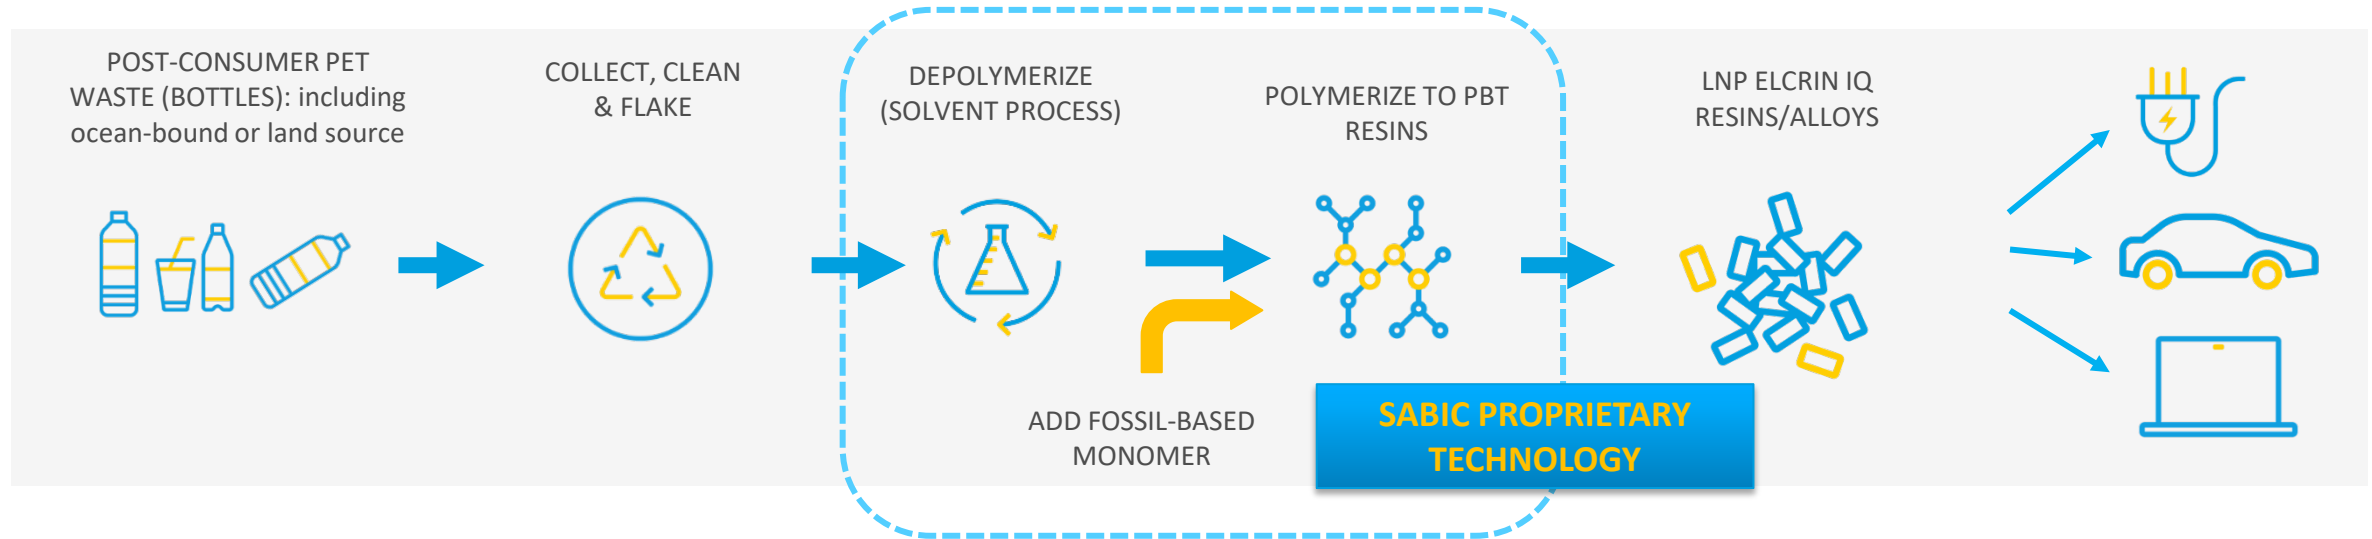 POST-CONSUMER PET
WASTE (BOTTLES): including
ocean-bound or land source
COLLECT, CLEAN
& FLAKE
DEPOLYMERIZE
(SOLVENT PROCESS)
ADD FOSSIL-BASED
MONOMER
POLYMERIZE TO PBT
RESINS
SABIC PROPRIETARY
TECHNOLOGY
LNP ELCRIN IQ
RESINS/ALLOYS